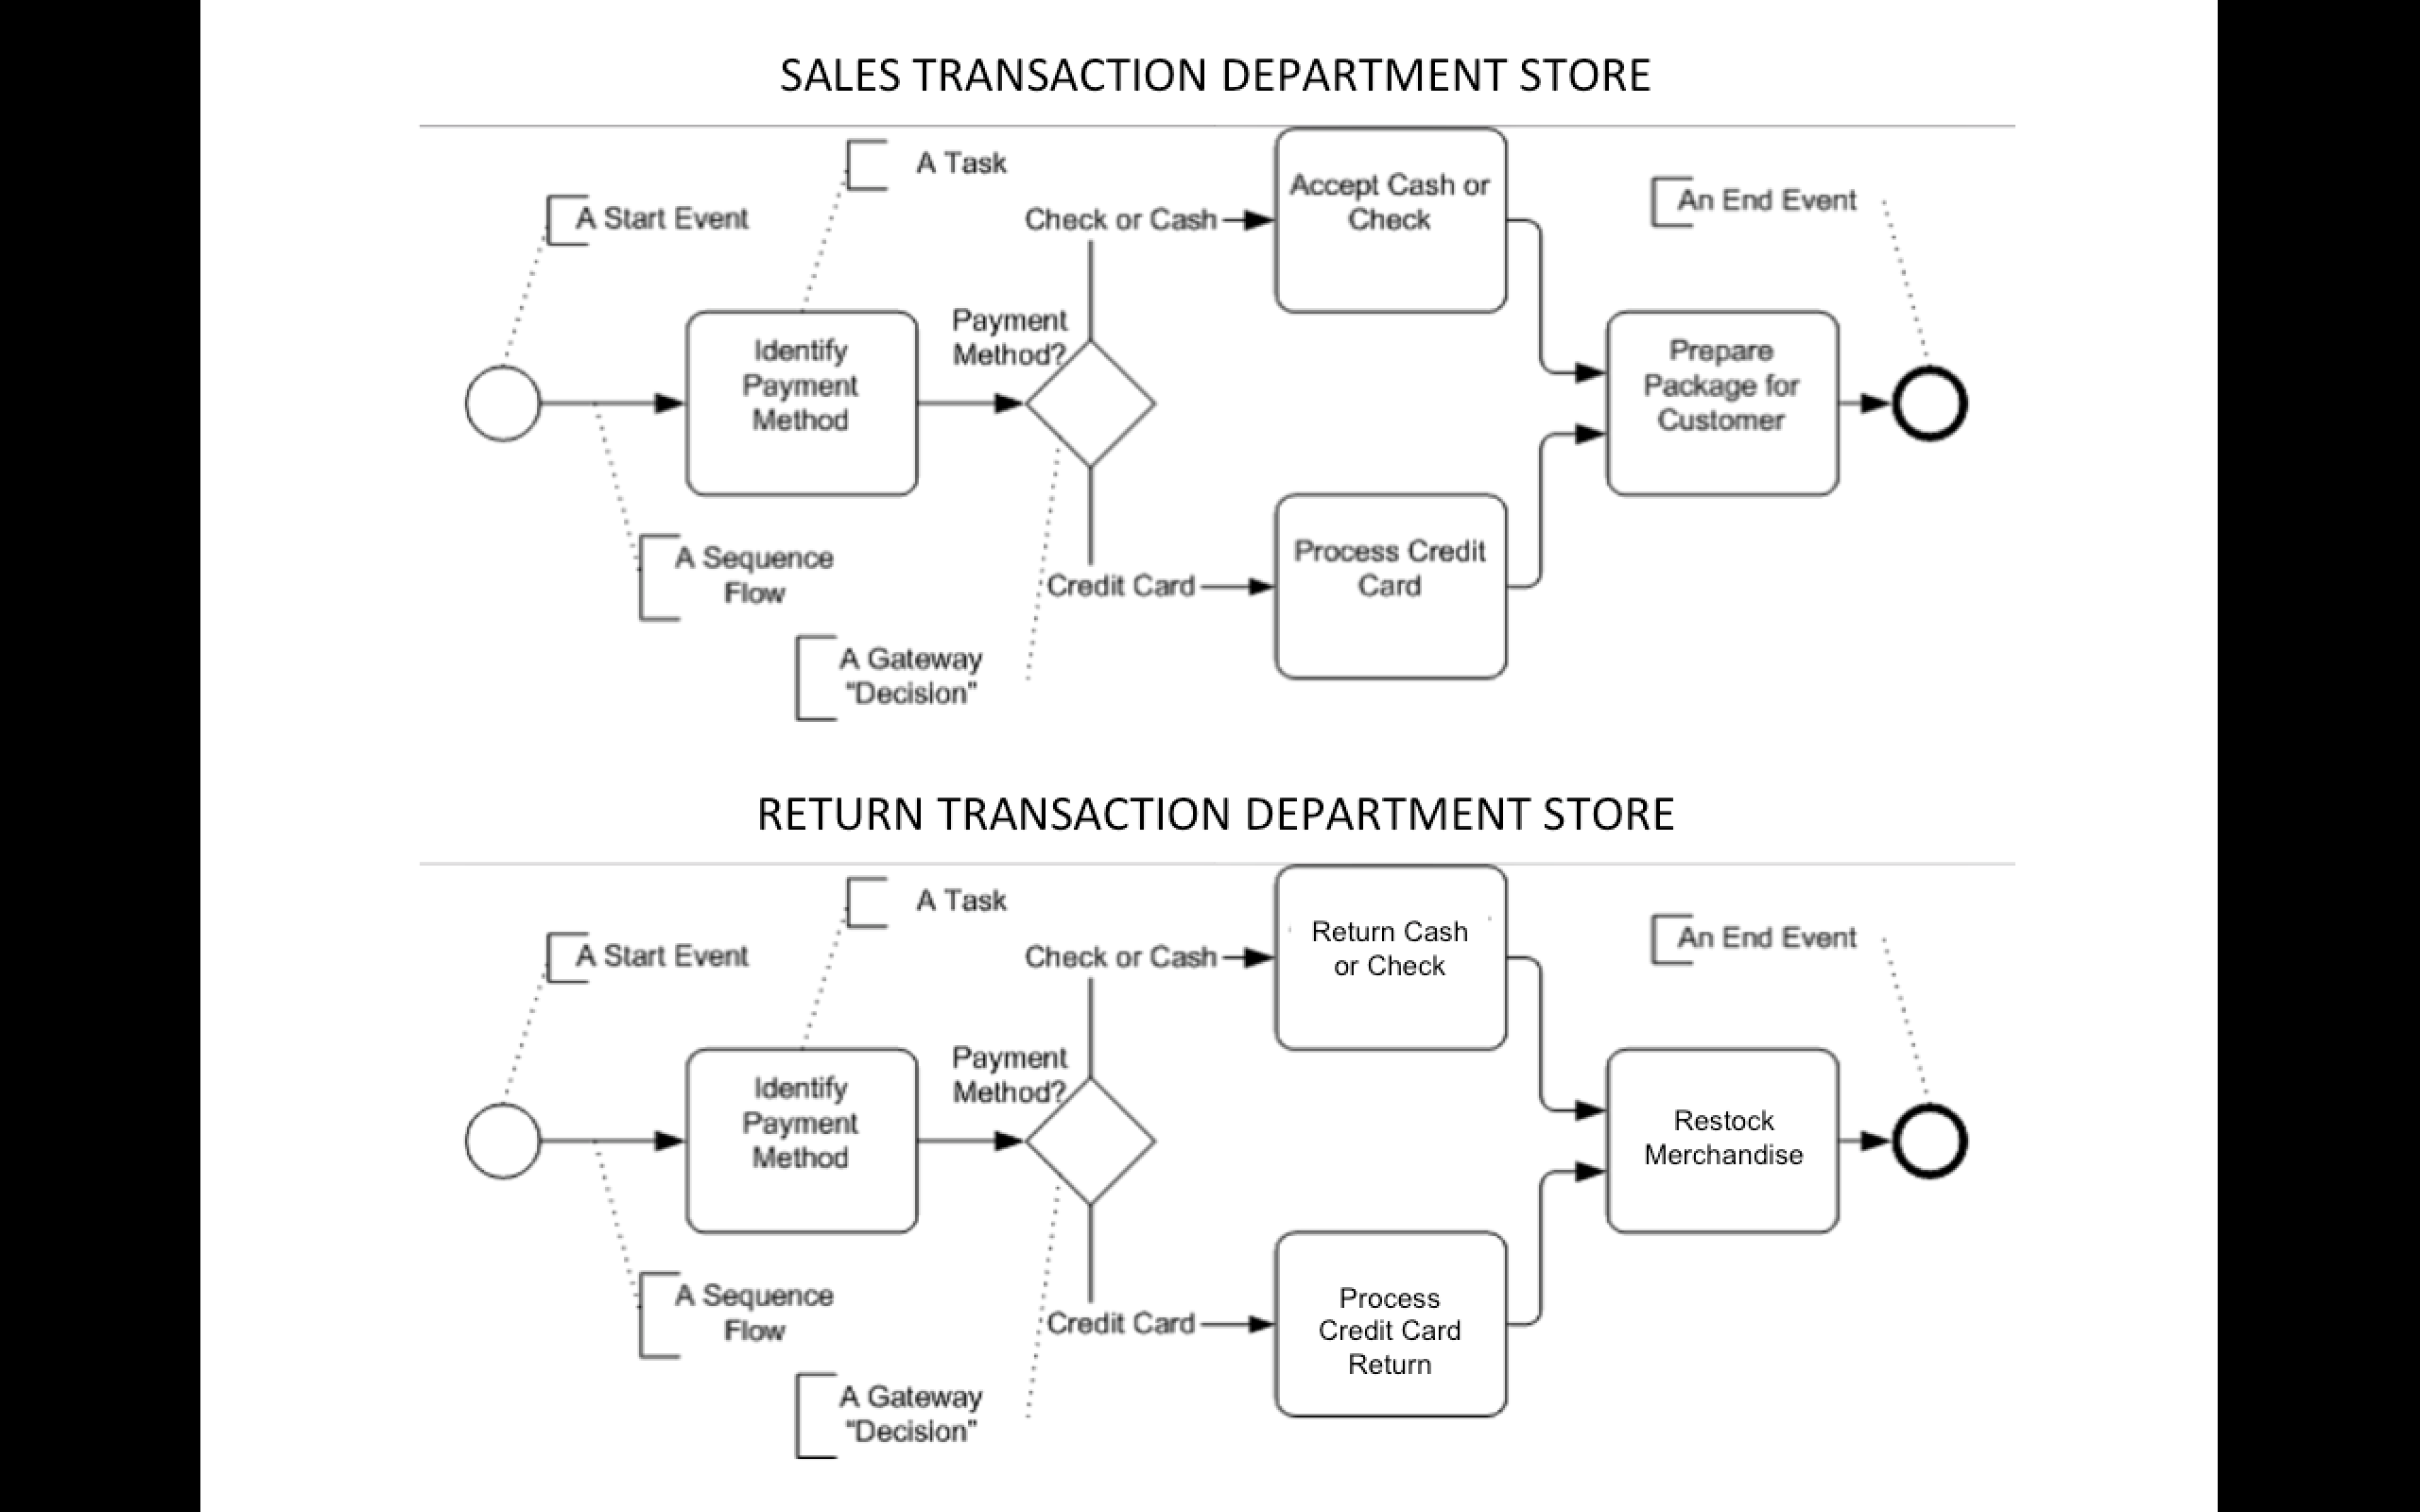 SALES TRANSACTION DEPARTMENT STORE
A Task
A Start Event
Check or Cash
Accept Cash or
Check
An End Event
Payment
Method?
Identify
Payment
Method
Prepare
Package for
Customer
A Sequence
Flow
Credit Card
Process Credit
Card
A Gateway
“Decision”
RETURN TRANSACTION DEPARTMENT STORE
A Task
A Start Event
Check or Cash
Return Cash
or Check
An End Event
Payment
Method?
Identify
Payment
Method
Restock
Merchandise
A Sequence
Flow
Credit Card
Process
Credit Card
Return
A Gateway
“Decision”